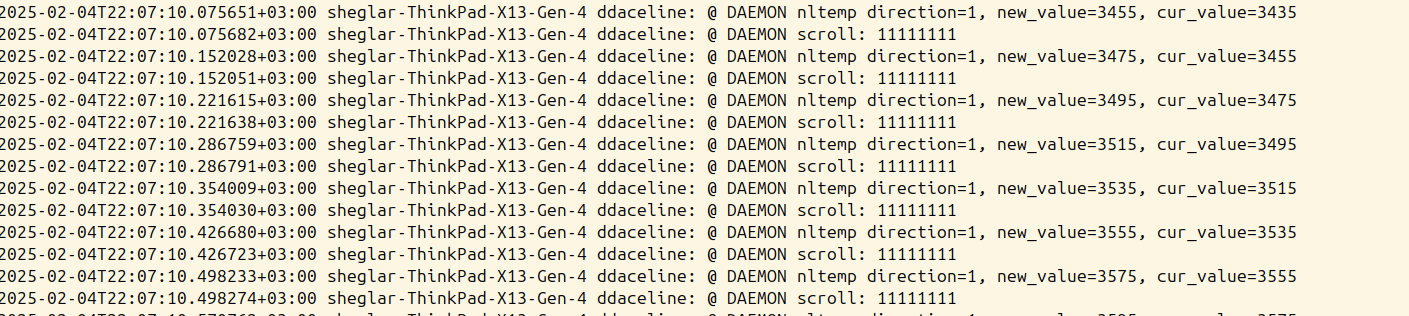 2025-02-04T22:07:10.075651+03:00 sheglar-ThinkPad-X13-Gen-4 ddaceline: @ DAEMON nltemp direction=1, new_value=3455, cur_value=3435
2025-02-04T22:07:10.075682+03:00 sheglar-ThinkPad-X13-Gen-4 ddaceline: @ DAEMON scroll: 11111111
2025-02-04T22:07:10.152028+03:00 sheglar-ThinkPad-X13-Gen-4 ddaceline: @ DAEMON nltemp direction=1, new_value=3475, cur_value=3455
2025-02-04T22:07:10.152051+03:00 sheglar-ThinkPad-X13-Gen-4 ddaceline: @ DAEMON scroll: 11111111
2025-02-04T22:07:10.221615+03:00 sheglar-ThinkPad-X13-Gen-4 ddaceline: @ DAEMON nltemp direction=1, new_value=3495, cur_value=3475
2025-02-04T22:07:10.221638+03:00 sheglar-ThinkPad-X13-Gen-4 ddaceline: @ DAEMON scroll: 11111111
2025-02-04T22:07:10.286759+03:00 sheglar-ThinkPad-X13-Gen-4 ddaceline: @ DAEMON nltemp direction=1, new_value=3515, cur_value=3495
2025-02-04T22:07:10.286791+03:00 sheglar-ThinkPad-X13-Gen-4 ddaceline: @ DAEMON scroll: 11111111
2025-02-04T22:07:10.354009+03:00 sheglar-ThinkPad-X13-Gen-4 ddaceline: @ DAEMON nltemp direction=1, new_value=3535, cur_value=3515
2025-02-04T22:07:10.354030+03:00 sheglar-ThinkPad-X13-Gen-4 ddaceline: @ DAEMON scroll: 11111111
2025-02-04T22:07:10.426680+03:00 sheglar-ThinkPad-X13-Gen-4 ddaceline: @ DAEMON nltemp direction=1, new_value=3555, cur_value=3535
2025-02-04T22:07:10.426723+03:00 sheglar-ThinkPad-X13-Gen-4 ddaceline: @ DAEMON scroll: 11111111
2025-02-04T22:07:10.498233+03:00 sheglar-ThinkPad-X13-Gen-4 ddaceline: @ DAEMON nltemp direction=1, new_value=3575, cur_value=3555
2025-02-04T22:07:10.498274+03:00 sheglar-ThinkPad-X13-Gen-4 ddaceline: @ DAEMON scroll: 11111111